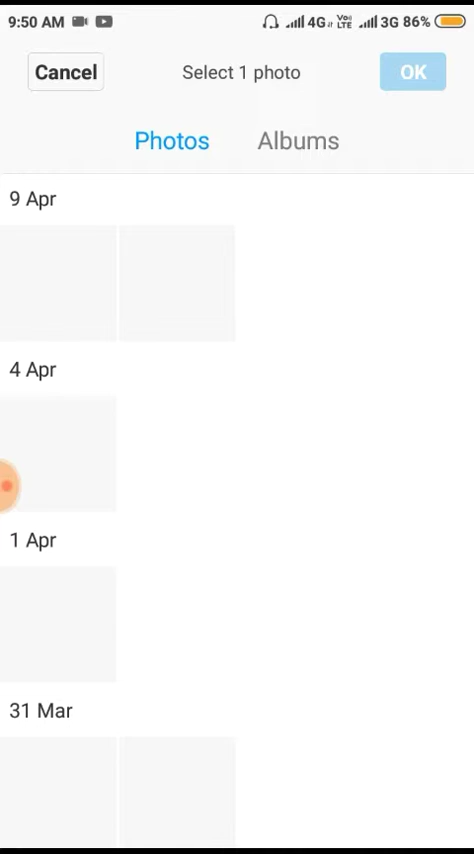 9:50 AM 4G VoLTE 3G 86%
Cancel Select 1 photo OK
Photos Albums
9 Apr
4 Apr
1 Apr
31 Mar